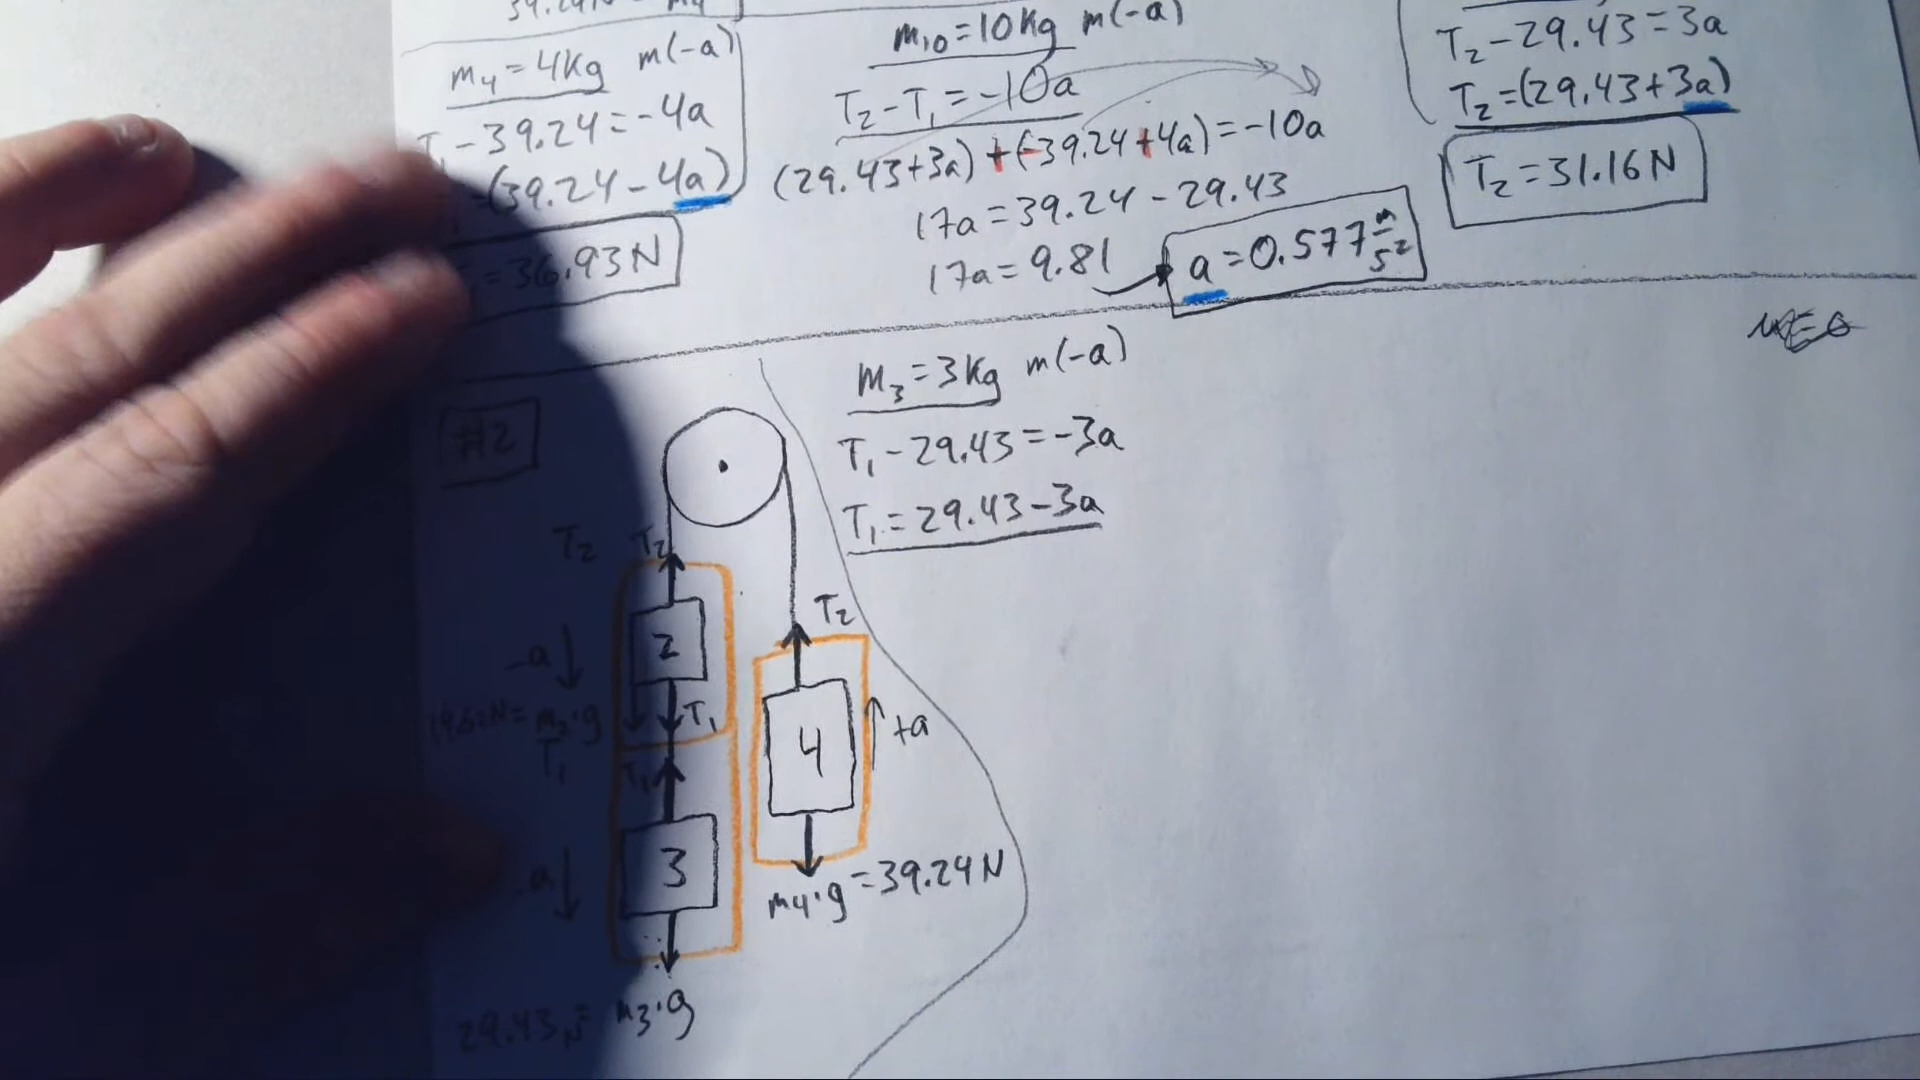 m₄=4kg m(-a)
-39.24=-4a
(39.24-4a)
=36.93N
m₁₀=10kg m(-a)
T₂-T₁=-10a
(29.43+3a)+(-39.24+4a)=-10a
17a=39.24-29.43
17a=9.81
a=0.577 m/s²
T₂-29.43=3a
T₂=(29.43+3a)
T₂=31.16N
#2
m₃=3kg m(-a)
T₁-29.43=-3a
T₁=29.43-3a
T₂ T₂
2
-a
T₁
m₂·g
T₁
T₁
3
-a
29.43N=m₃·g
T₂
4
+a
m₄·g=39.24N